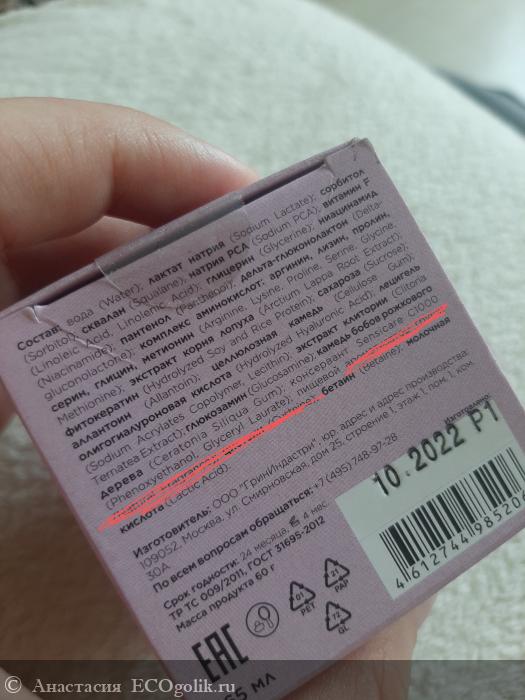 Состав: вода (Water); лактат натрия (Sodium Lactate); сорбитол
(Sorbitol); сквалан (Squalane); натрия PCA (Sodium PCA); витамин F
(Linoleic Acid, Linolenic Acid); глицерин (Glycerine); ниацинамид
(Niacinamide); пантенол (Panthenol); дельта-глюконолактон (Delta-
gluconolacton); комплекс аминокислот: аргинин, лизин, пролин,
серин, глицин, метионин (Arginine, Lysine, Proline, Serine, Glycine,
Methionine); экстракт корня лопуха (Arctium Lappa Root Extract);
фитокератин (Hydrolyzed Soy and Rice Protein); сахароза (Sucrose);
аллантоин (Allantoin); целлюлозная камедь (Cellulose Gum);
олигогиалуроновая кислота (Hydrolyzed Hyaluronic Acid); лецигель
(Sodium Acrylates Copolymer, Lecithin); экстракт клитории (Clitoria
Ternatea Extract); глюкозамин (Glucosamine); камедь бобов рожкового
дерева (Ceratonia Siliqua Gum); консервант Sensicare C1000
(Phenoxyethanol, Glyceryl Laurate); пищевой
бетаин (Betaine); молочная
кислота (Lactic Acid).
Изготовитель: ООО "ГринИндастри", юр. адрес и адрес производства:
109052, Москва, ул. Смирновская, дом 25, строение 1, этаж 1, пом. 1, ком.
30А
По всем вопросам обращаться: +7(495)748-97-28
Срок годности: 24 месяца, 4 мес.
ТР ТС 009/2011, ГОСТ 31695-2012
Масса продукта 60 г
Изготовлено:
10.2022 P1
4612744198520
01
PET
21
PAP
72
GL
EAC
65 МЛ
© Анастасия ECOgolik.ru